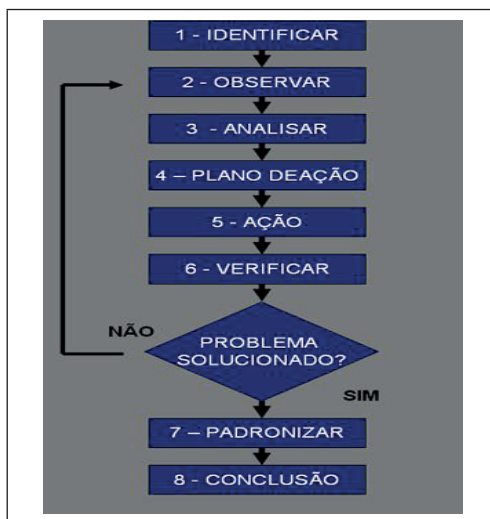 1 - IDENTIFICAR
2 - OBSERVAR
3 - ANALISAR
4 – PLANO DEAÇÃO
5 - AÇÃO
6 - VERIFICAR
NÃO
PROBLEMA
SOLUCIONADO?
SIM
7 – PADRONIZAR
8 - CONCLUSÃO